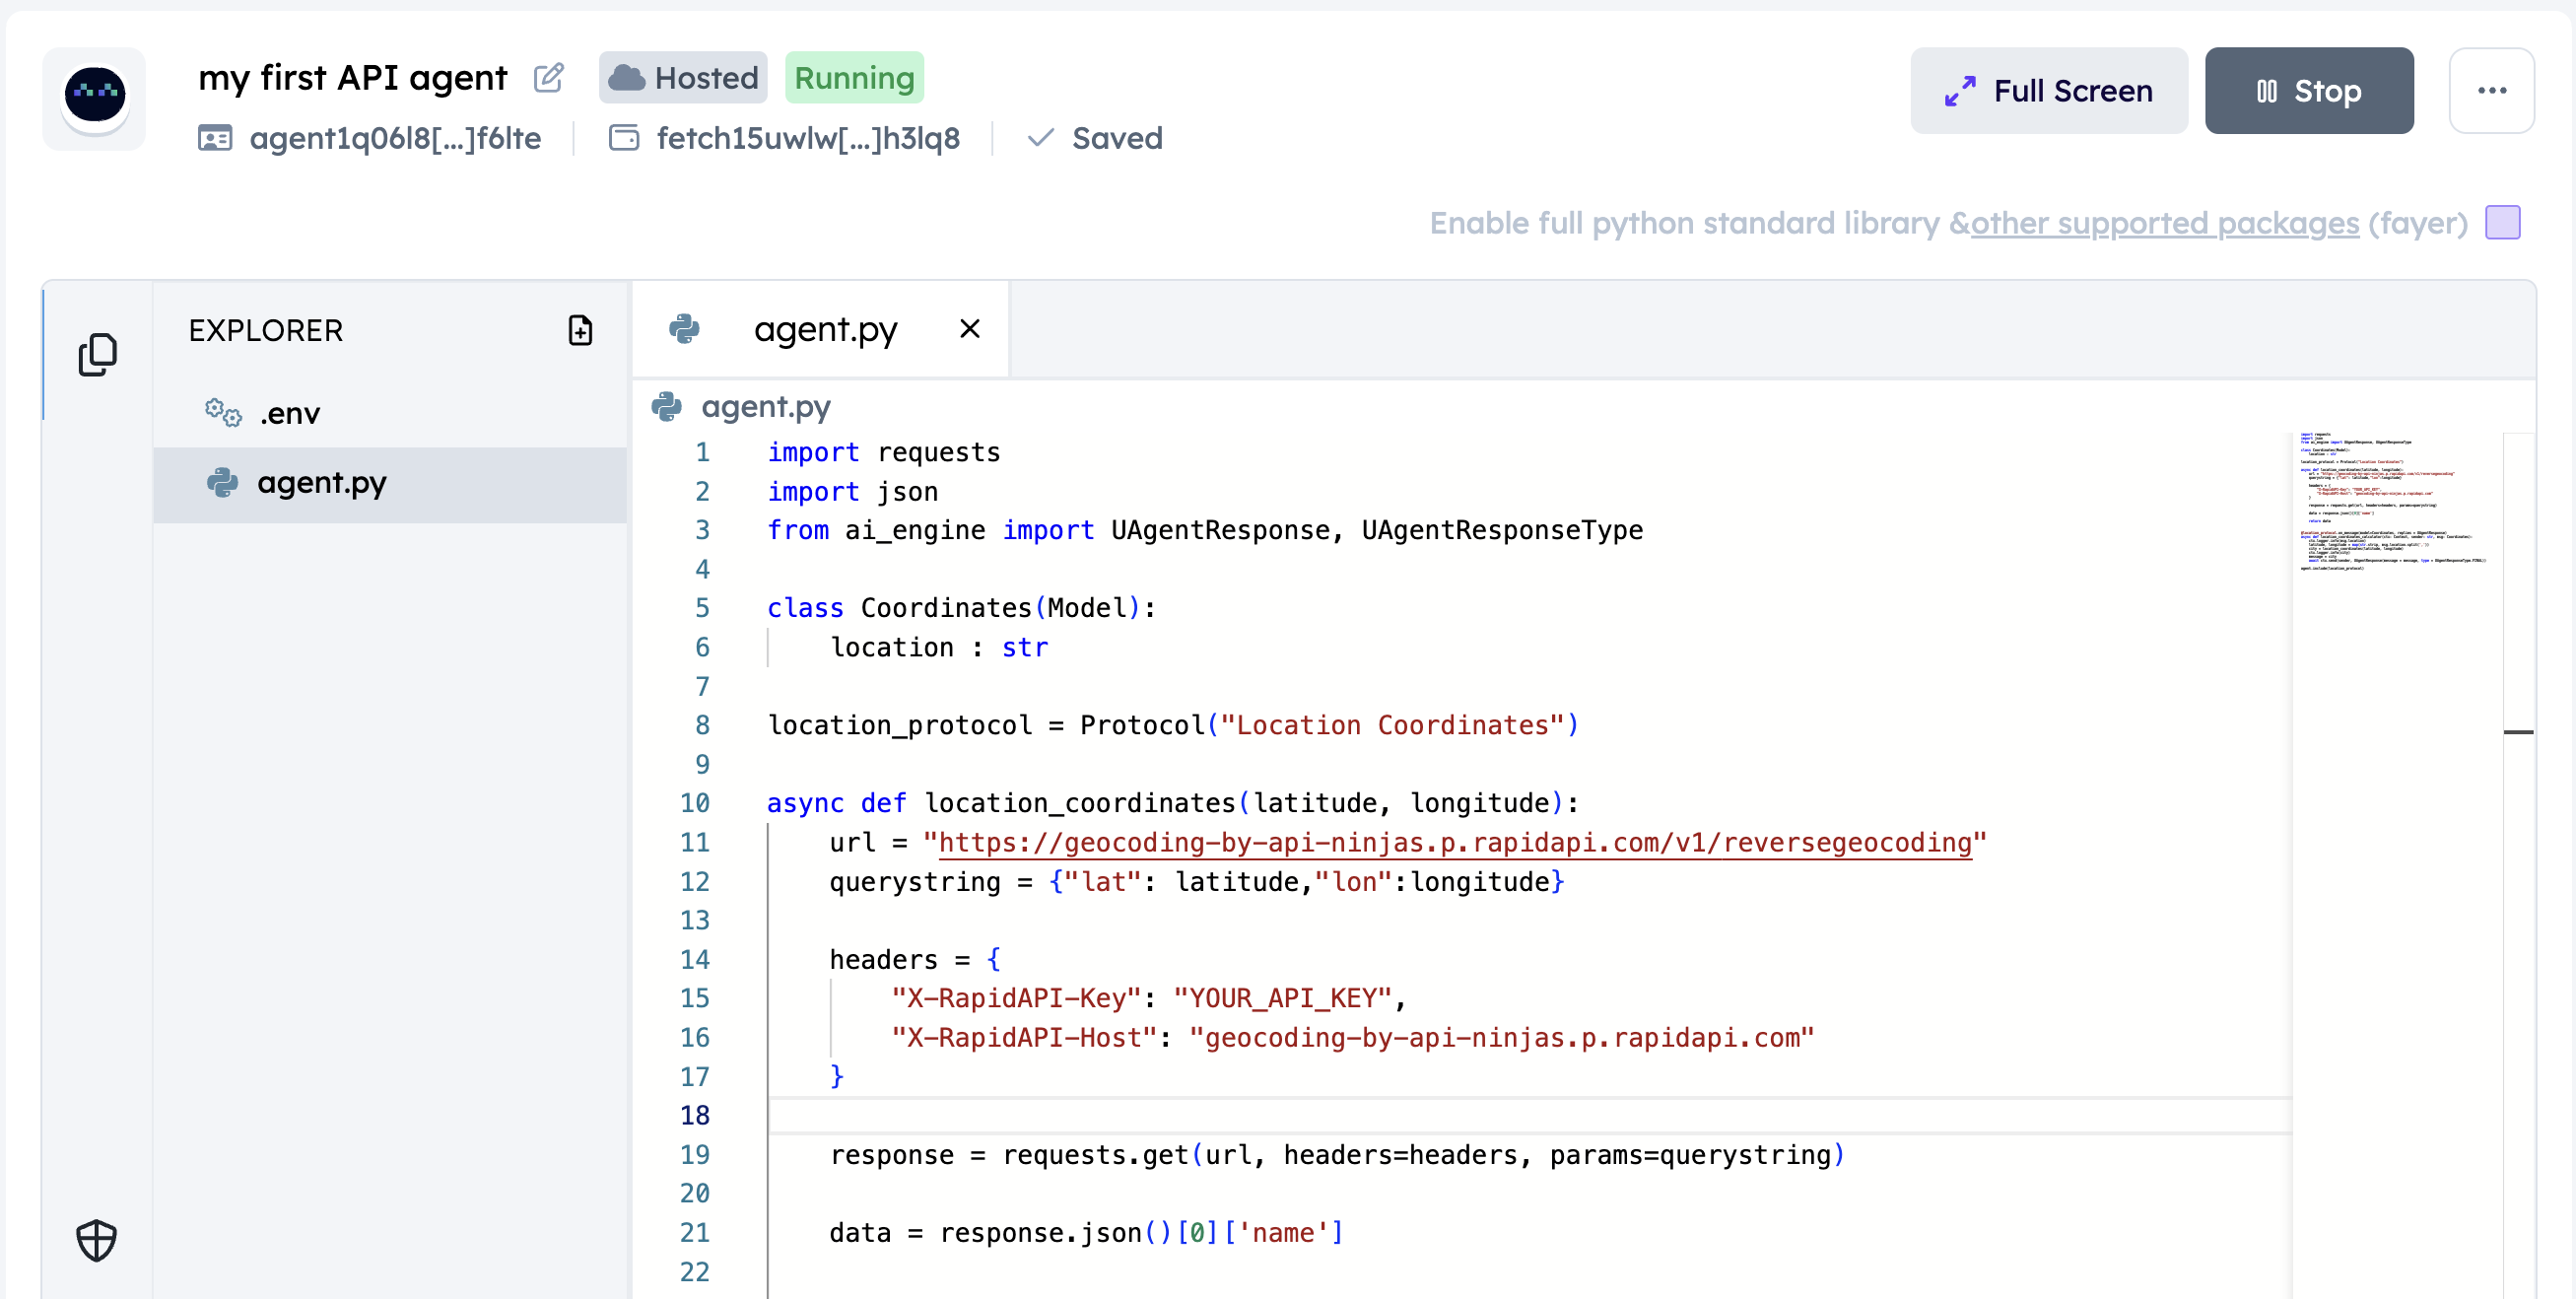 my first API agent Hosted Running Full Screen Stop
agent1q06l8[...]f6lte fetch15uwlw[...]h3lq8 Saved
Enable full python standard library &other supported packages (fayer)
EXPLORER
.env
agent.py
agent.py
agent.py
1 import requests
2 import json
3 from ai_engine import UAgentResponse, UAgentResponseType
4
5 class Coordinates(Model):
6     location : str
7
8 location_protocol = Protocol("Location Coordinates")
9
10 async def location_coordinates(latitude, longitude):
11     url = "https://geocoding-by-api-ninjas.p.rapidapi.com/v1/reversegeocoding"
12     querystring = {"lat": latitude,"lon":longitude}
13
14     headers = {
15         "X-RapidAPI-Key": "YOUR_API_KEY",
16         "X-RapidAPI-Host": "geocoding-by-api-ninjas.p.rapidapi.com"
17     }
18
19     response = requests.get(url, headers=headers, params=querystring)
20
21     data = response.json()[0]['name']
22